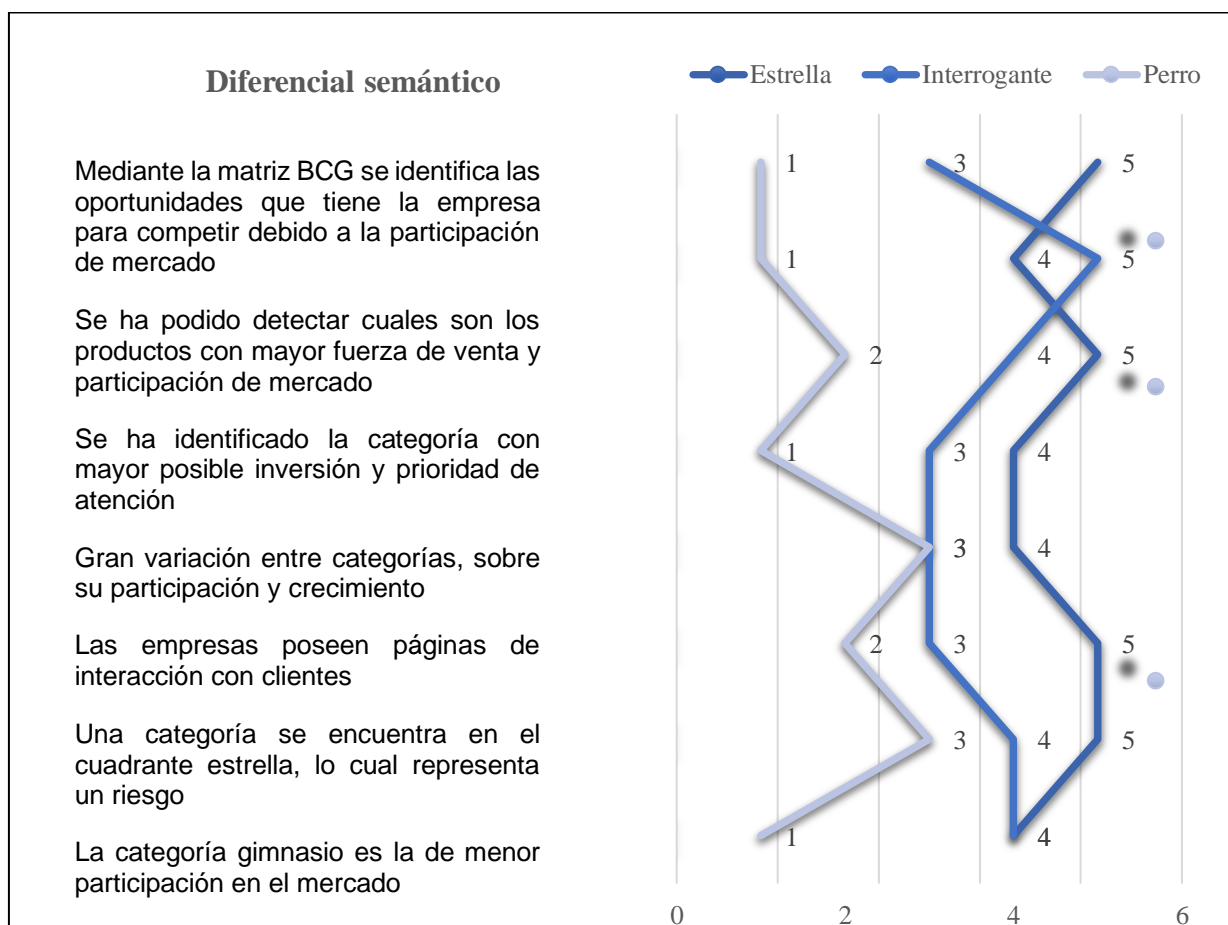 Diferencial semántico
Estrella Interrogante Perro
Mediante la matriz BCG se identifica las
oportunidades que tiene la empresa
para competir debido a la participación
de mercado
Se ha podido detectar cuales son los
productos con mayor fuerza de venta y
participación de mercado
Se ha identificado la categoría con
mayor posible inversión y prioridad de
atención
Gran variación entre categorías, sobre
su participación y crecimiento
Las empresas poseen páginas de
interacción con clientes
Una categoría se encuentra en el
cuadrante estrella, lo cual representa
un riesgo
La categoría gimnasio es la de menor
participación en el mercado
1 3 5
1 4 5
2 4 5
1 3 4
3 4
2 3 5
3 4 5
1 4
0 2 4 6